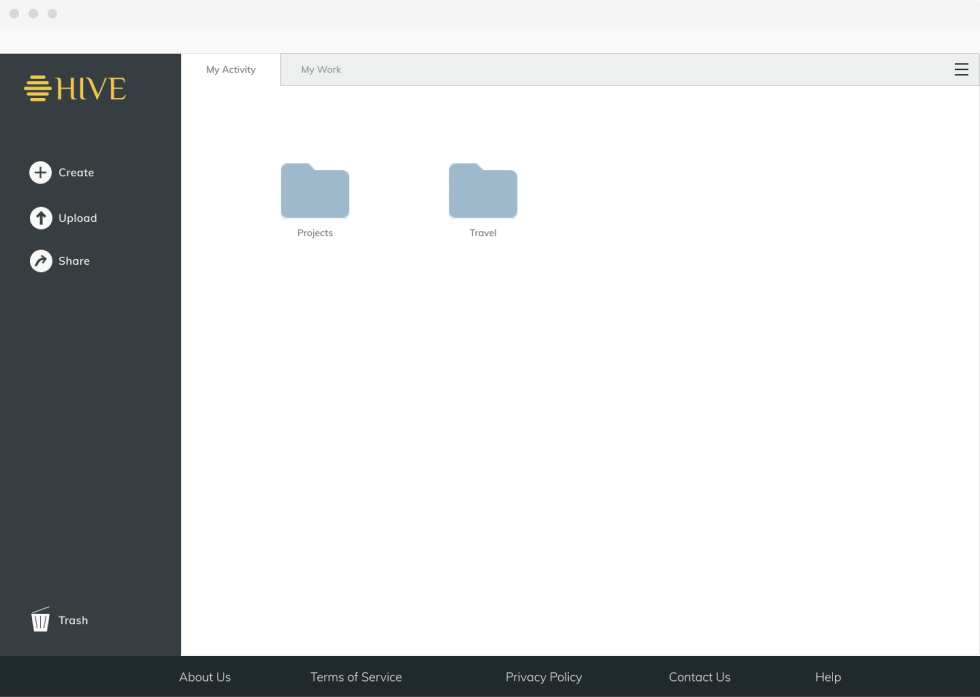 HIVE
My Activity
My Work
Create
Upload
Share
Projects
Travel
Trash
About Us
Terms of Service
Privacy Policy
Contact Us
Help